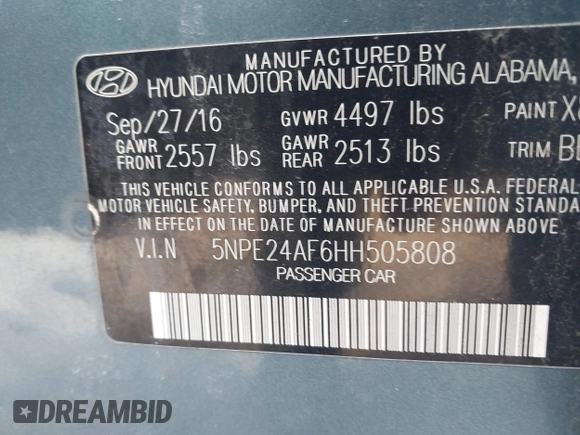 MANUFACTURED BY
HYUNDAI MOTOR MANUFACTURING ALABAMA,
Sep/27/16 GVWR 4497 lbs PAINT
GAWR FRONT 2557 lbs GAWR REAR 2513 lbs TRIM
THIS VEHICLE CONFORMS TO ALL APPLICABLE U.S.A. FEDERAL
MOTOR VEHICLE SAFETY, BUMPER, AND THEFT PREVENTION STANDA
IN EFFECT ON THE DATE OF MANUFACTURE SHOWN ABOVE.
V.I.N 5NPE24AF6HH505808
PASSENGER CAR
DREAMBID